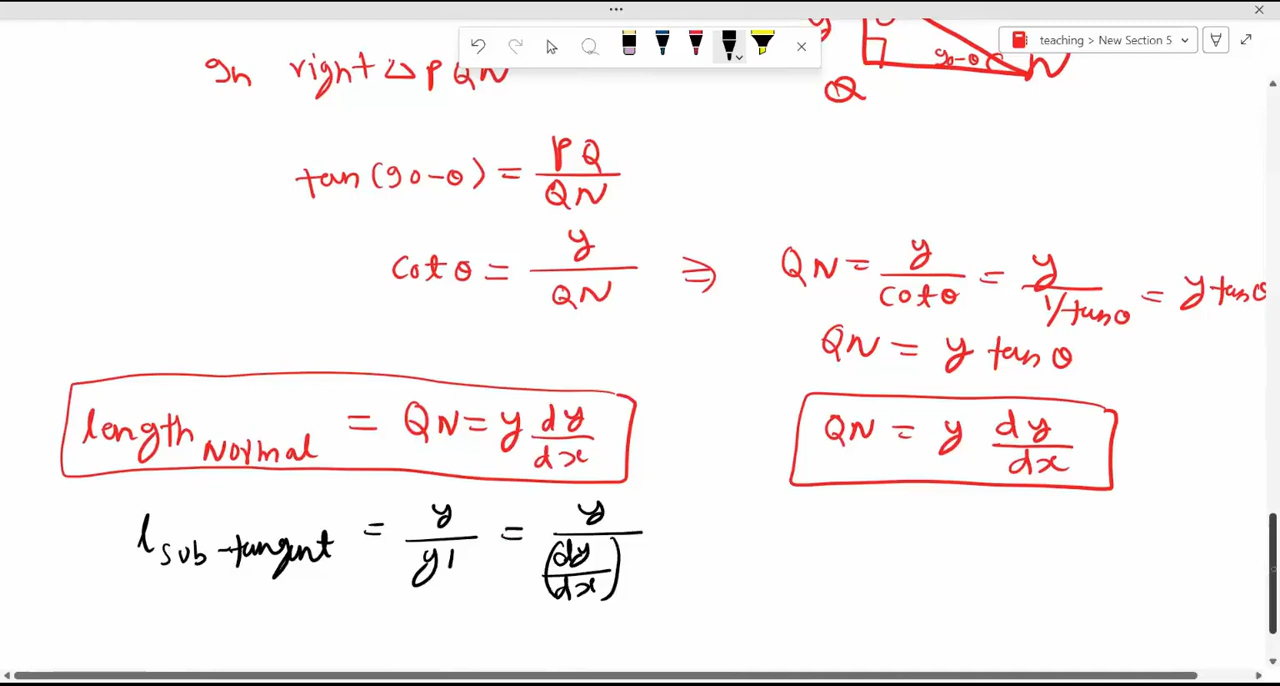 teaching > New Section 5
y
90-θ
N
Q
In right △ PQN
tan(90-θ) = PQ/QN
cot θ = y/QN ⇒ QN = y/cot θ = y/(1/tan θ) = y tan θ
QN = y tan θ
length Normal = QN = y dy/dx
QN = y dy/dx
l sub-tangent = y/y1 = y/(dy/dx)